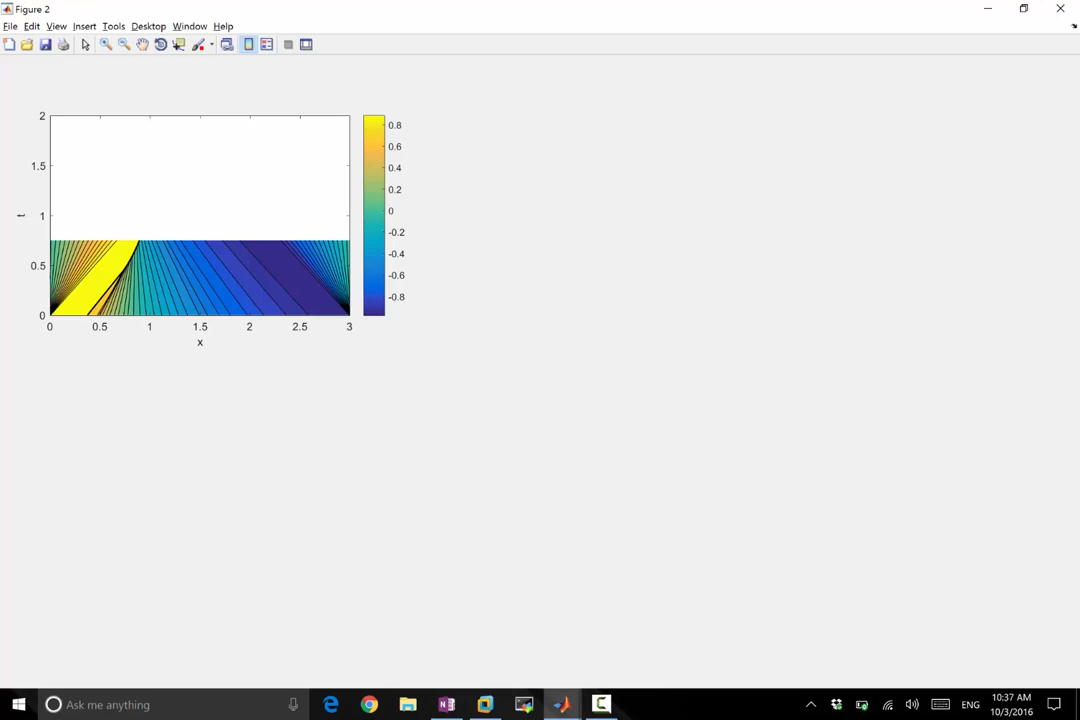 Figure 2
File Edit View Insert Tools Desktop Window Help
2
1.5
1
0.5
0
t
0 0.5 1 1.5 2 2.5 3
x
0.8
0.6
0.4
0.2
0
-0.2
-0.4
-0.6
-0.8
Ask me anything
ENG
10:37 AM
10/3/2016